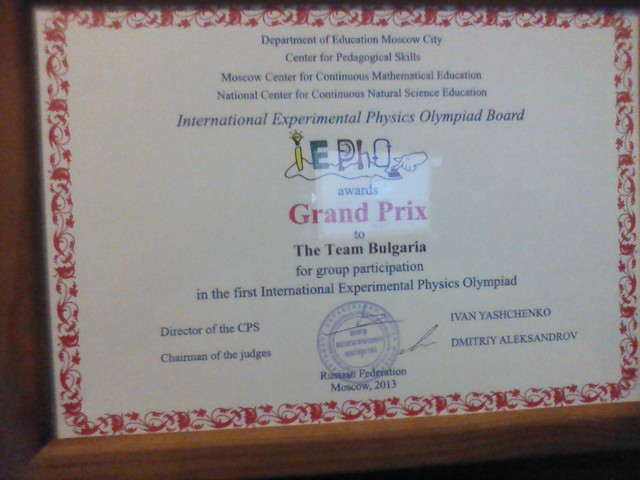 Department of Education Moscow City
Center for Pedagogical Skills
Moscow Center for Continuous Mathematical Education
National Center for Continuous Natural Science Education
International Experimental Physics Olympiad Board
iEPhO
awards
Grand Prix
to
The Team Bulgaria
for group participation
in the first International Experimental Physics Olympiad
Director of the CPS
IVAN YASHCHENKO
Chairman of the judges
DMITRIY ALEKSANDROV
Russian Federation
Moscow, 2013